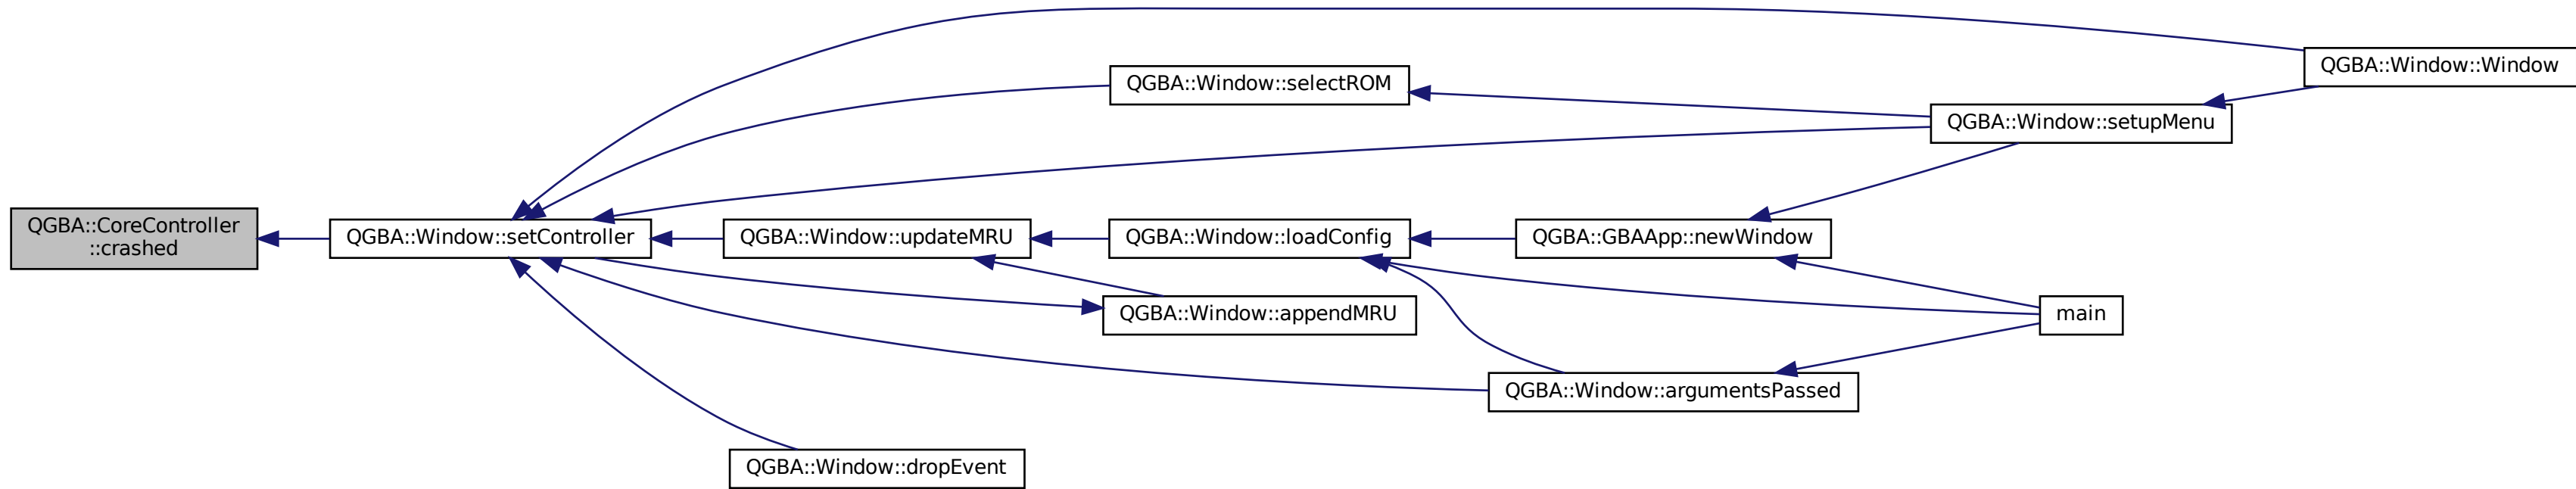 QGBA::CoreController
::crashed
QGBA::Window::setController
QGBA::Window::Window
QGBA::Window::selectROM
QGBA::Window::setupMenu
QGBA::Window::updateMRU
QGBA::Window::loadConfig
QGBA::GBAApp::newWindow
QGBA::Window::appendMRU
main
QGBA::Window::argumentsPassed
QGBA::Window::dropEvent